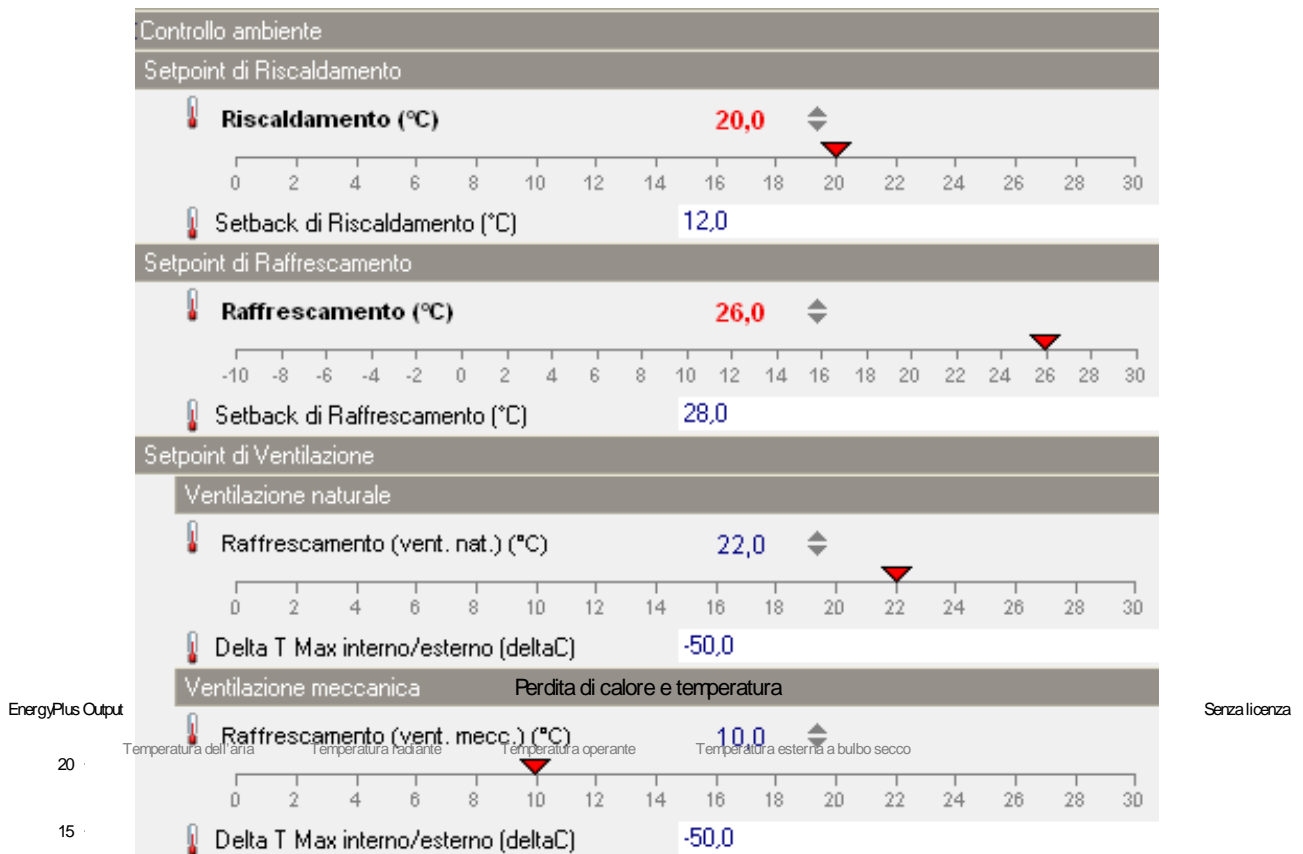 Controllo ambiente
Setpoint di Riscaldamento
Riscaldamento (°C) 20,0
0 2 4 6 8 10 12 14 16 18 20 22 24 26 28 30
Setback di Riscaldamento (°C) 12,0
Setpoint di Raffrescamento
Raffrescamento (°C) 26,0
-10 -8 -6 -4 -2 0 2 4 6 8 10 12 14 16 18 20 22 24 26 28 30
Setback di Raffrescamento (°C) 28,0
Setpoint di Ventilazione
Ventilazione naturale
Raffrescamento (vent. nat.) (°C) 22,0
0 2 4 6 8 10 12 14 16 18 20 22 24 26 28 30
Delta T Max interno/esterno (deltaC) -50,0
Ventilazione meccanica Perdita di calore e temperatura
EnergyPlus Output Senza licenza
Raffrescamento (vent. mecc.) (°C) 10,0
Temperatura dell'aria Temperatura radiante Temperatura operante Temperatura esterna a bulbo secco
20
0 2 4 6 8 10 12 14 16 18 20 22 24 26 28 30
15 Delta T Max interno/esterno (deltaC) -50,0